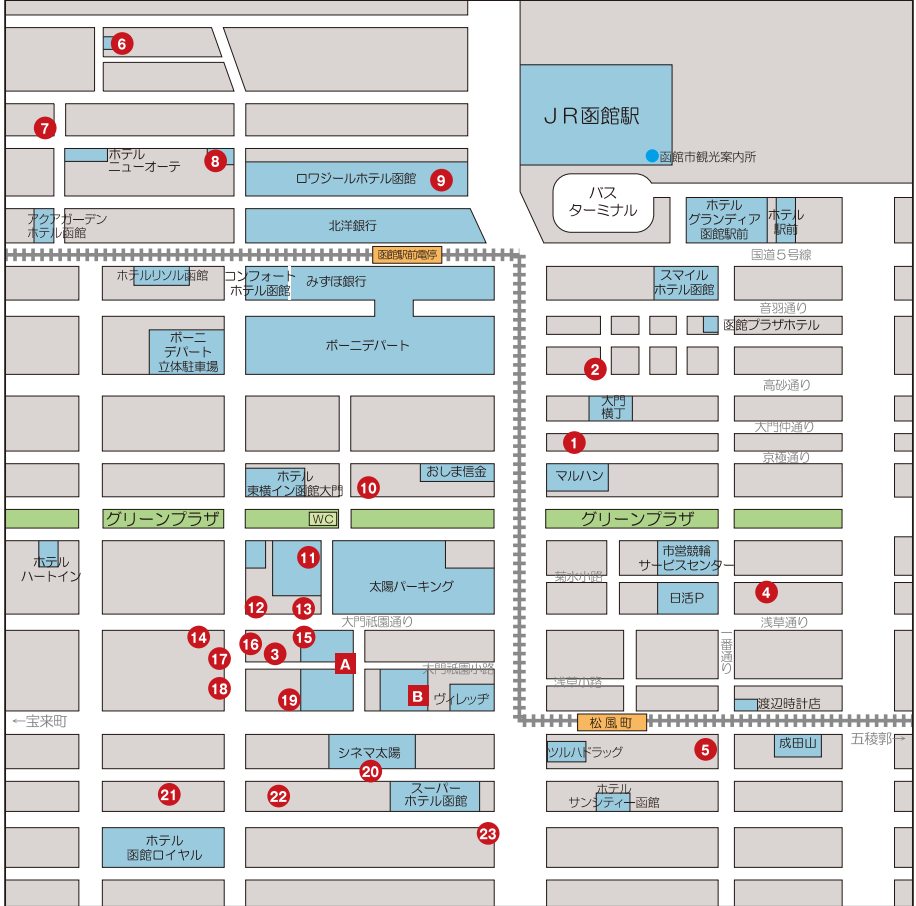 6
7
ホテル
ニューオーテ
8
ロワジールホテル函館
9
JR函館駅
函館市観光案内所
バス
ターミナル
アクアガーデン
ホテル函館
北洋銀行
ホテル
グランディア
函館駅前
ホテル
駅前
函館駅前電停
国道5号線
ホテルリソル函館
コンフォート
ホテル函館
みずほ銀行
スマイル
ホテル函館
音羽通り
ボーニ
デパート
立体駐車場
ボーニデパート
函館プラザホテル
2
高砂通り
大門
横丁
大門仲通り
1
京極通り
ホテル
東横イン函館大門
10
おしま信金
マルハン
グリーンプラザ
WC
グリーンプラザ
ホテル
ハートイン
11
太陽パーキング
市営競輪
サービスセンター
菊水小路
12
13
日活P
4
大門祇園通り
浅草通り
14
16
15
3
17
A
一番通り
大門祇園小路
浅草小路
18
19
B
ヴィレッヂ
渡辺時計店
←宝来町
松風町
五稜郭→
シネマ太陽
ツルハドラッグ
5
成田山
20
21
22
スーパー
ホテル函館
ホテル
サンシティー函館
23
ホテル
函館ロイヤル